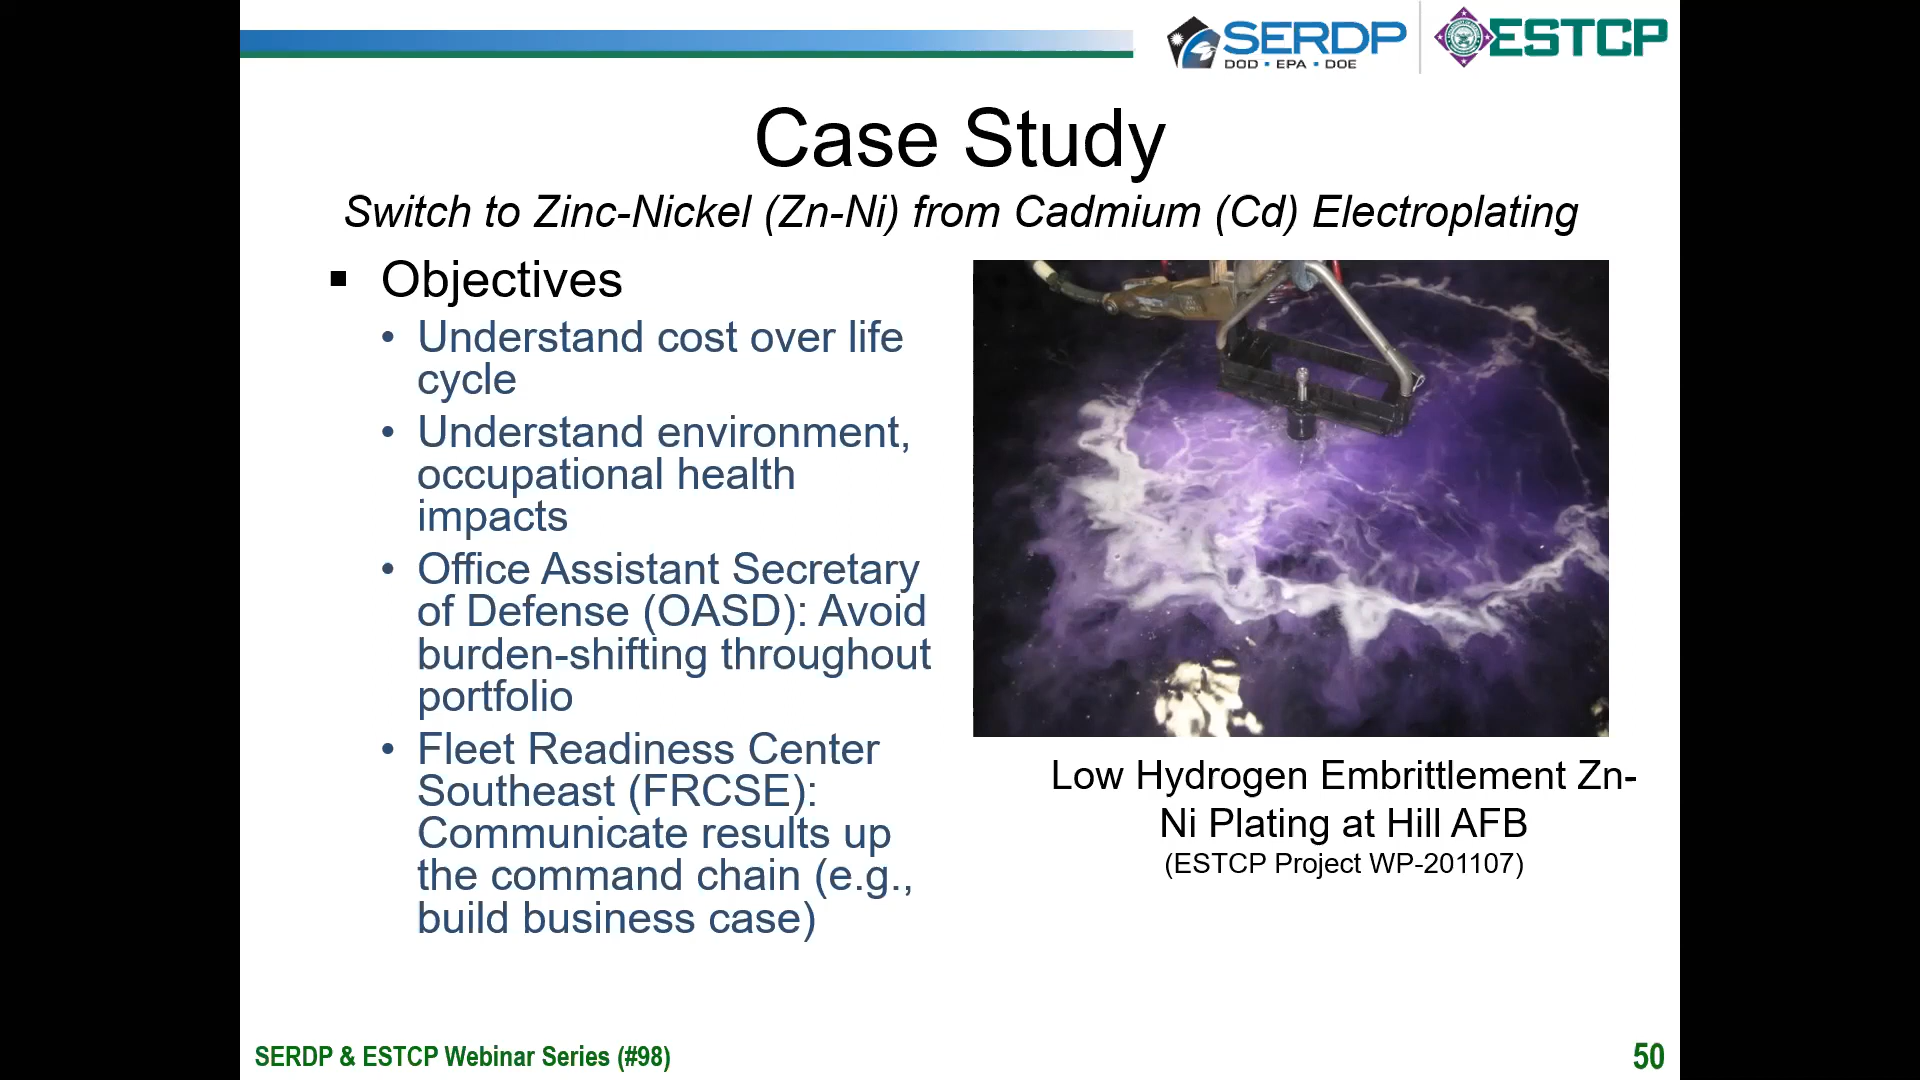 SERDP
DOD • EPA • DOE
ESTCP
Case Study
Switch to Zinc-Nickel (Zn-Ni) from Cadmium (Cd) Electroplating
▪ Objectives
• Understand cost over life
cycle
• Understand environment,
occupational health
impacts
• Office Assistant Secretary
of Defense (OASD): Avoid
burden-shifting throughout
portfolio
• Fleet Readiness Center
Southeast (FRCSE):
Communicate results up
the command chain (e.g.,
build business case)
Low Hydrogen Embrittlement Zn-
Ni Plating at Hill AFB
(ESTCP Project WP-201107)
SERDP & ESTCP Webinar Series (#98)
50